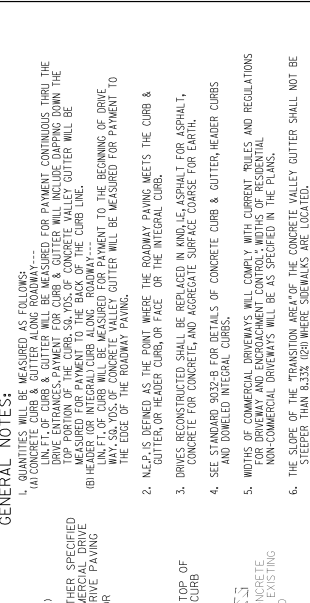 GENERAL NOTES:
1. QUANTITIES WILL BE MEASURED AS FOLLOWS:
(A) CONCRETE CURB & GUTTER ALONG ROADWAY---
LIN. FT. OF CURB & GUTTER WILL BE MEASURED FOR PAYMENT CONTINUOUS THRU THE
DRIVE ENTRANCES. PAYMENT FOR CURB & GUTTER WILL INCLUDE DAPPING DOWN THE
TOP PORTION OF THE CURB. SQ. YDS. OF CONCRETE VALLEY GUTTER WILL BE
MEASURED FOR PAYMENT TO THE BACK OF THE CURB LINE.
(B) HEADER (OR INTEGRAL) CURB ALONG ROADWAY---
LIN. FT. OF CURB WILL BE MEASURED FOR PAYMENT TO THE BEGINNING OF DRIVE
WAY. SQ. YDS. OF CONCRETE VALLEY GUTTER WILL BE MEASURED FOR PAYMENT TO
THE EDGE OF THE ROADWAY PAVING.
2. N.E.P. IS DEFINED AS THE POINT WHERE THE ROADWAY PAVING MEETS THE CURB &
GUTTER, OR HEADER CURB, OR FACE OR THE INTEGRAL CURB.
3. DRIVES RECONSTRUCTED SHALL BE REPLACED IN KIND, I.E. ASPHALT FOR ASPHALT,
CONCRETE FOR CONCRETE, AND AGGREGATE SURFACE COARSE FOR EARTH.
4. SEE STANDARD 9032-B FOR DETAILS OF CONCRETE CURB & GUTTER, HEADER CURBS
AND DOWELED INTEGRAL CURBS.
5. WIDTHS OF COMMERCIAL DRIVEWAYS WILL COMPLY WITH CURRENT "RULES AND REGULATIONS
FOR DRIVEWAY AND ENCROACHMENT CONTROL". WIDTHS OF RESIDENTIAL
NON-COMMERCIAL DRIVEWAYS WILL BE AS SPECIFIED IN THE PLANS.
6. THE SLOPE OF THE "TRANSITION AREA" OF THE CONCRETE VALLEY GUTTER SHALL NOT BE
STEEPER THAN 8.33% (12:1) WHERE SIDEWALKS ARE LOCATED.
THER SPECIFIED
MERCIAL DRIVE
RIVE PAVING
OR
TOP OF
CURB
NCRETE
EXISTING